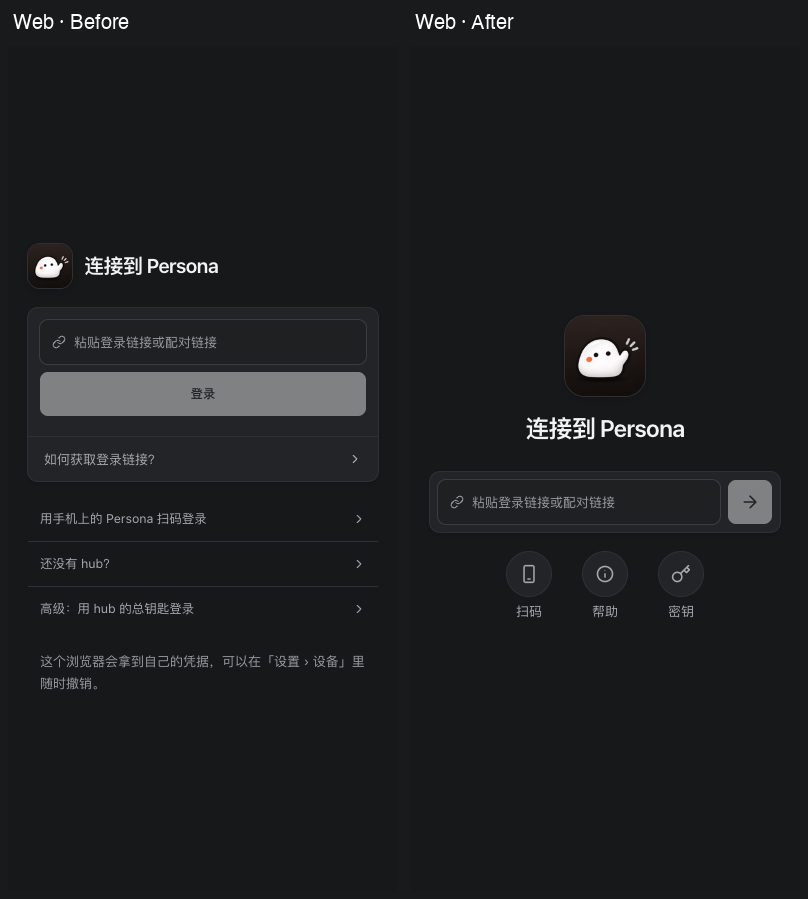 Web · Before
连接到 Persona
粘贴登录链接或配对链接
登录
如何获取登录链接?
用手机上的 Persona 扫码登录
还没有 hub?
高级：用 hub 的总钥匙登录
这个浏览器会拿到自己的凭据，可以在「设置 › 设备」里
随时撤销。
Web · After
连接到 Persona
粘贴登录链接或配对链接
扫码
帮助
密钥